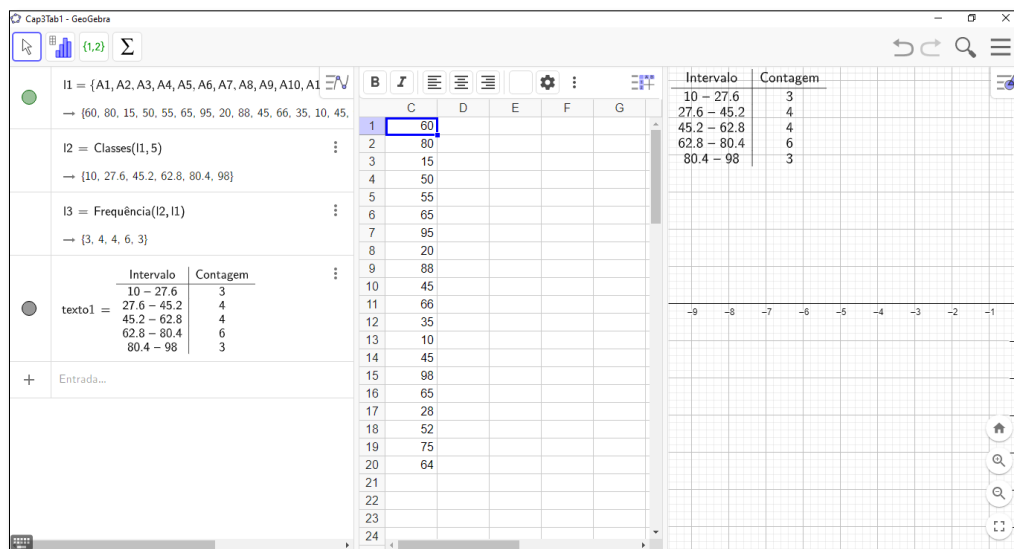 Cap3Tab1 - GeoGebra
{1,2} Σ
l1 = {A1, A2, A3, A4, A5, A6, A7, A8, A9, A10, A1
→ {60, 80, 15, 50, 55, 65, 95, 20, 88, 45, 66, 35, 10, 45,
l2 = Classes(l1, 5)
→ {10, 27.6, 45.2, 62.8, 80.4, 98}
l3 = Frequência(l2, l1)
→ {3, 4, 4, 6, 3}
texto1 =
Intervalo Contagem
10 – 27.6 3
27.6 – 45.2 4
45.2 – 62.8 4
62.8 – 80.4 6
80.4 – 98 3
+ Entrada...
B I
C D E F G
1 60
2 80
3 15
4 50
5 55
6 65
7 95
8 20
9 88
10 45
11 66
12 35
13 10
14 45
15 98
16 65
17 28
18 52
19 75
20 64
21
22
23
24
Intervalo Contagem
10 – 27.6 3
27.6 – 45.2 4
45.2 – 62.8 4
62.8 – 80.4 6
80.4 – 98 3
–9 –8 –7 –6 –5 –4 –3 –2 –1